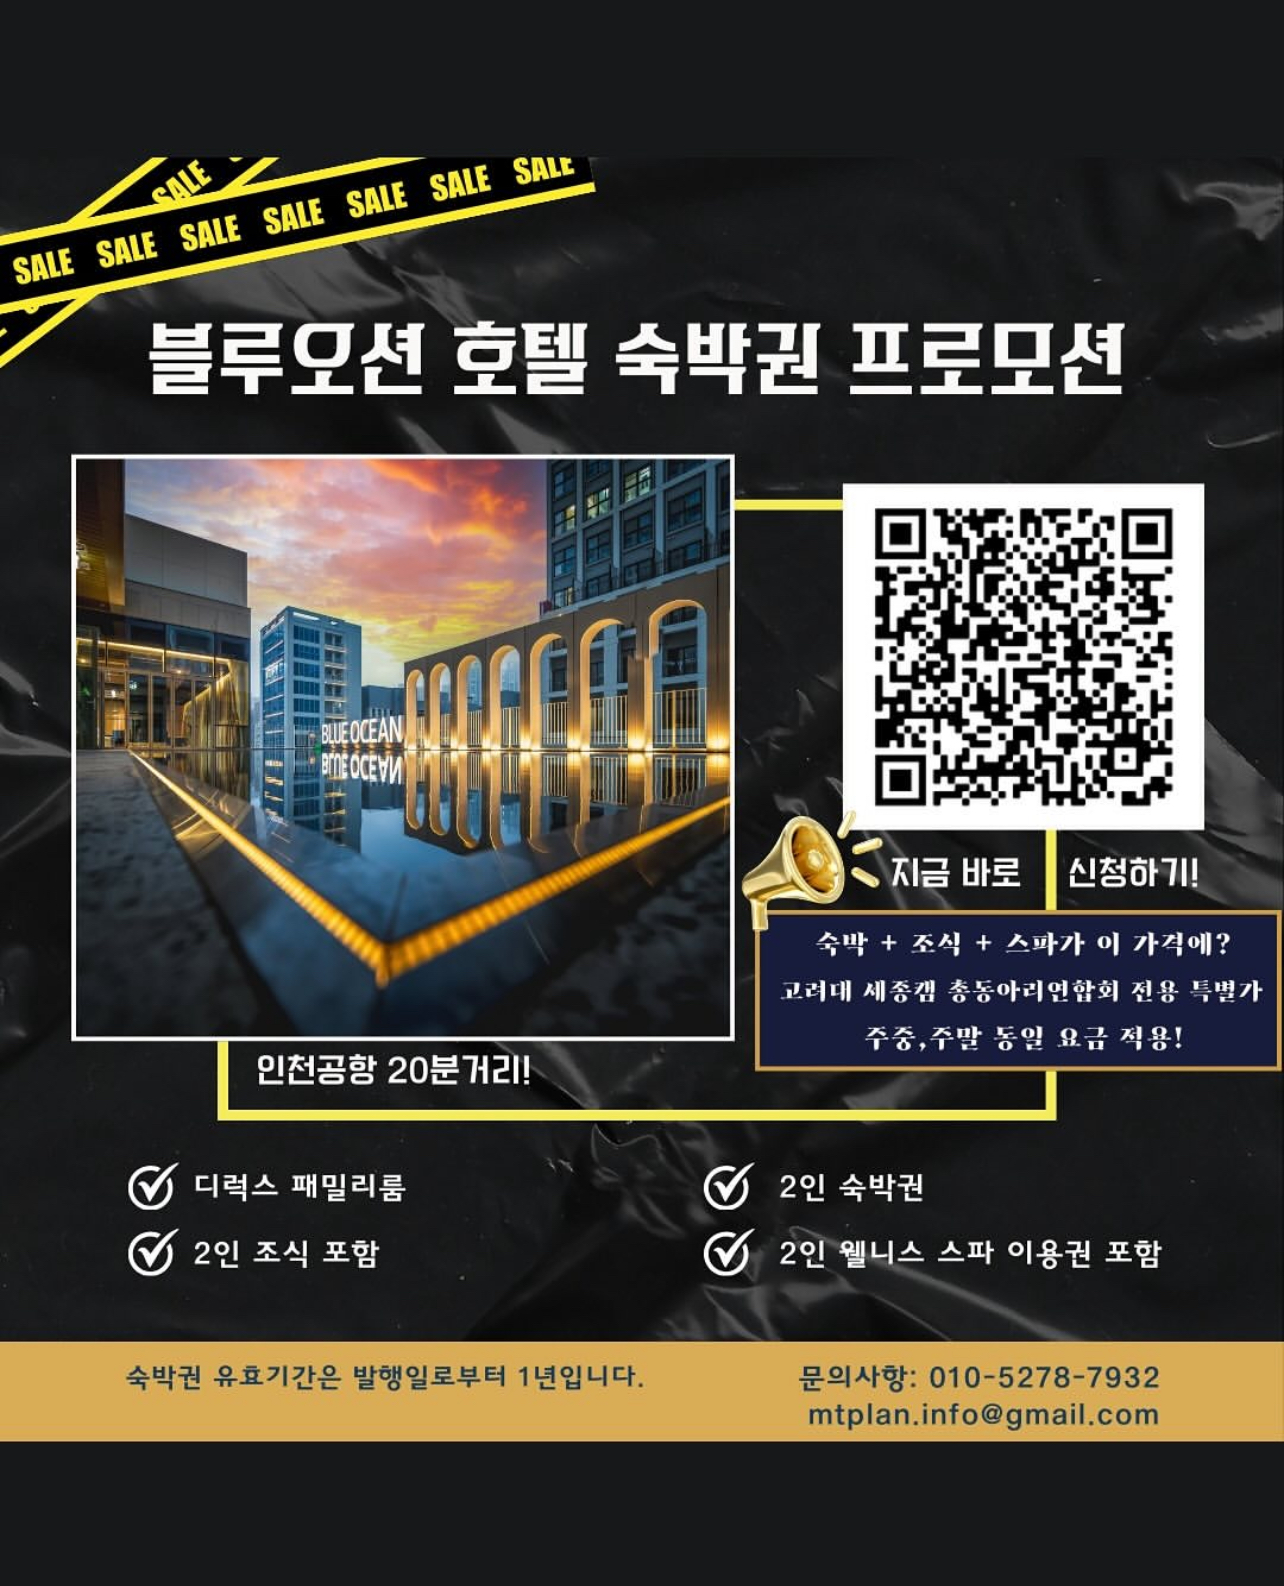 SALE
SALE SALE SALE SALE SALE SALE SALE
블루오션 호텔 숙박권 프로모션
BLUE OCEAN
지금 바로 신청하기!
숙박 + 조식 + 스파가 이 가격에?
고려대 세종캠 총동아리연합회 전용 특별가
주중,주말 동일 요금 적용!
인천공항 20분거리!
디럭스 패밀리룸
2인 숙박권
2인 조식 포함
2인 웰니스 스파 이용권 포함
숙박권 유효기간은 발행일로부터 1년입니다.
문의사항: 010-5278-7932
mtplan.info@gmail.com